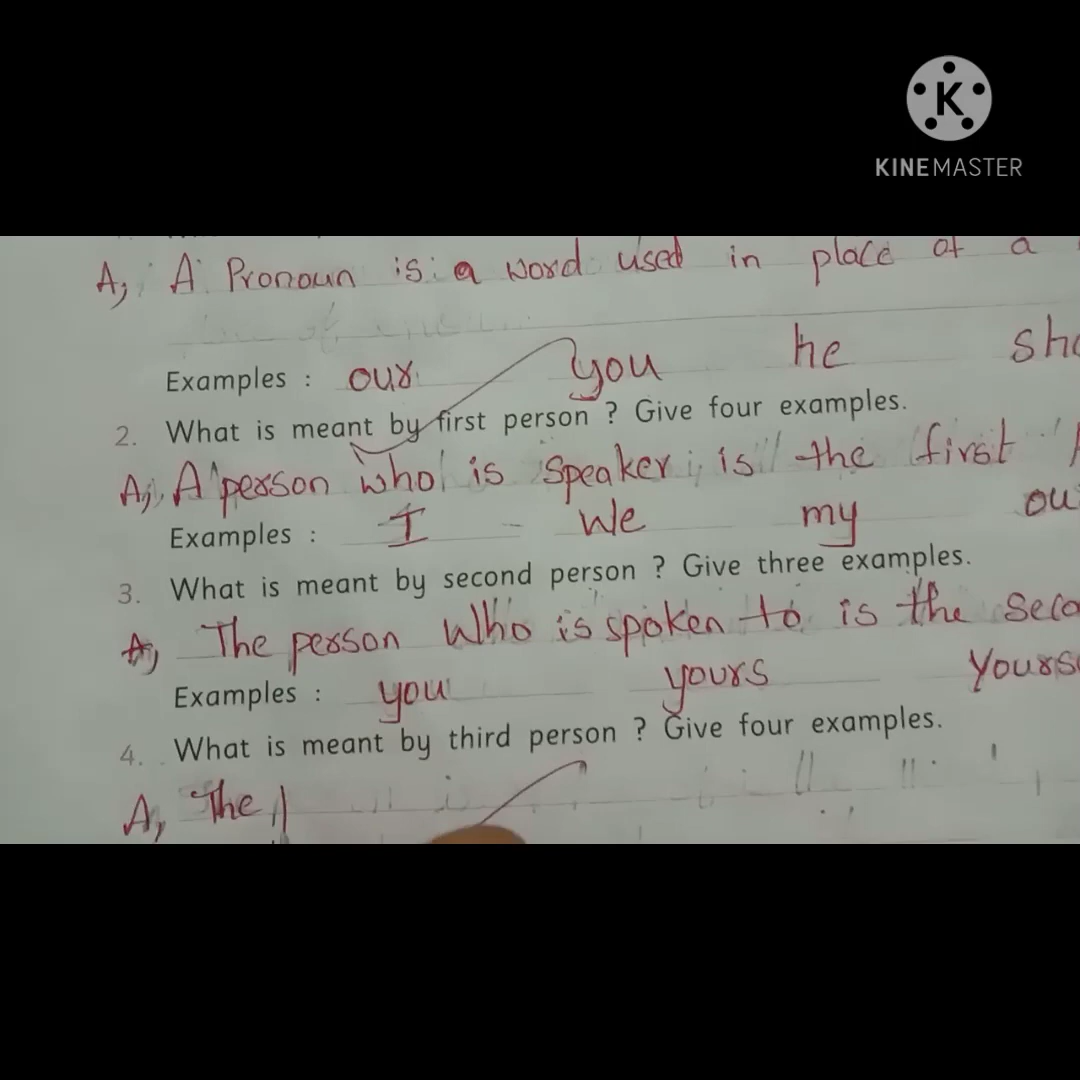 KINEMASTER
A, A Pronoun is a word used in place of a
Examples : our you he
2. What is meant by first person ? Give four examples.
A, A person who is speaker is the first
Examples : I We my
3. What is meant by second person ? Give three examples.
A, The person Who is spoken to is the
Examples : you yours
4. What is meant by third person ? Give four examples.
A, The